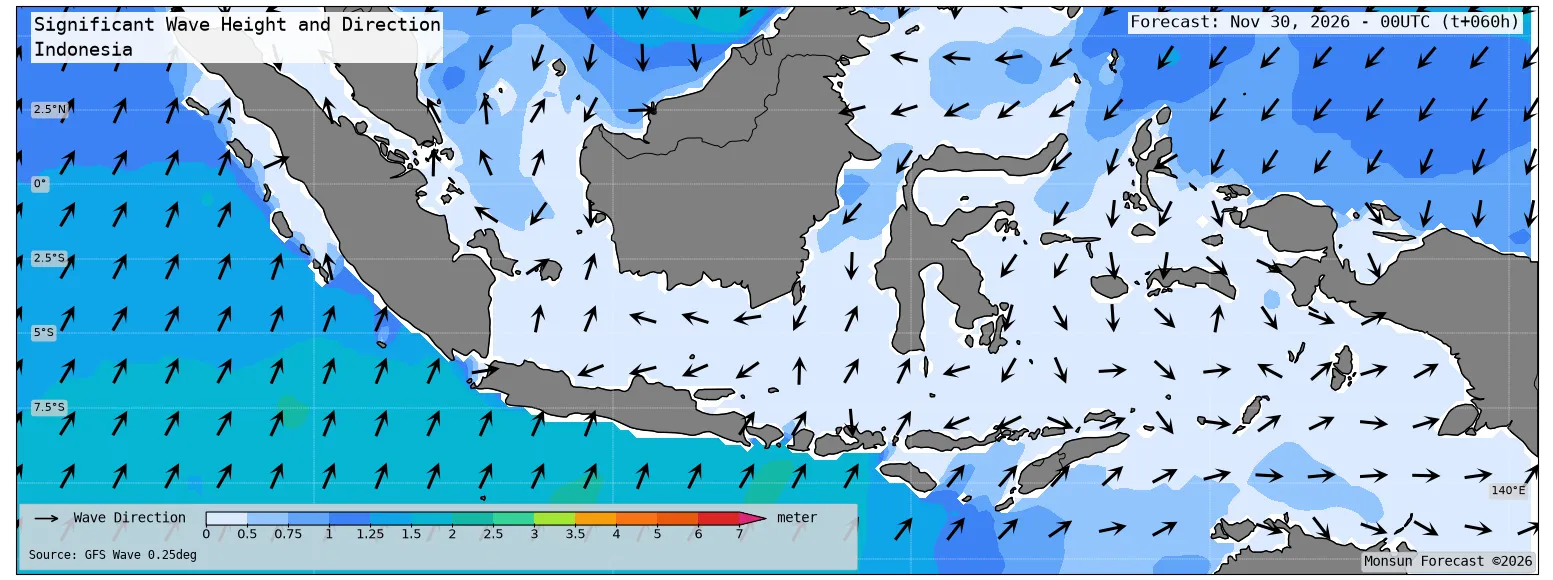 Significant Wave Height and Direction
Indonesia
Forecast: Nov 30, 2026 - 00UTC (t+060h)
2.5°N
0°
2.5°S
5°S
7.5°S
140°E
Wave Direction
meter
0 0.5 0.75 1 1.25 1.5 2 2.5 3 3.5 4 5 6 7
Source: GFS Wave 0.25deg
Monsun Forecast ©2026